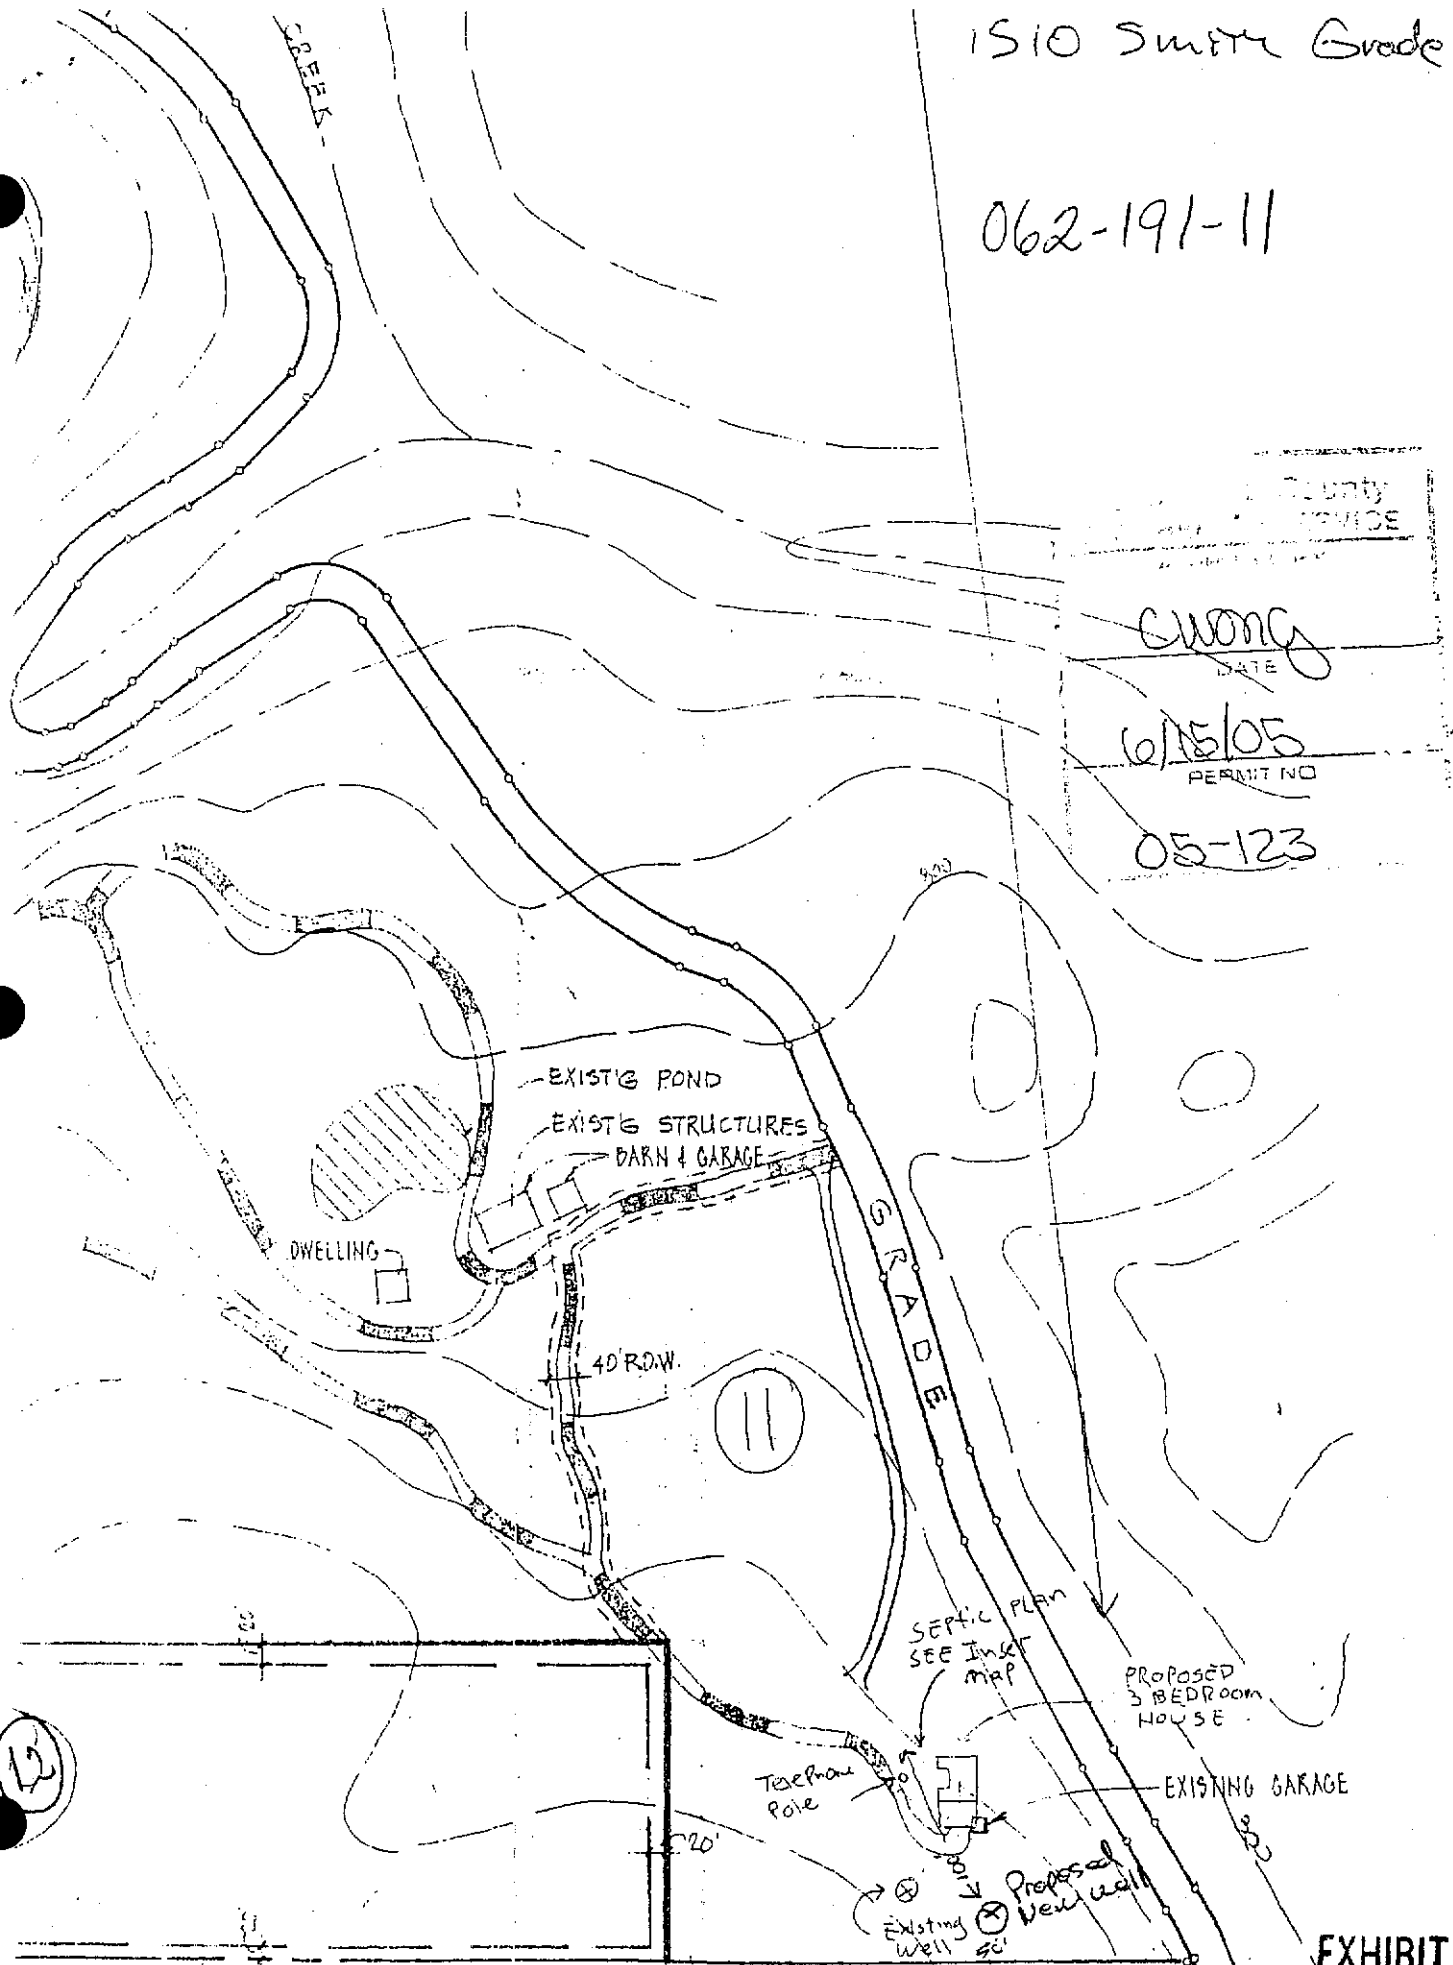 1510 Smith Grade
CREEK
062-191-11
County
SERVICE
CWONG
DATE
6/15/05
PERMIT NO
05-123
EXIST'G POND
EXIST'G STRUCTURES
BARN & GARAGE
DWELLING
GRADE
40' R.O.W.
11
SEPTIC PLAN
SEE Inset
MAP
PROPOSED
3 BEDROOM
HOUSE
12
Telephone
Pole
EXISTING GARAGE
20'
Proposed
New well
Existing
Well
50'
EXHIBIT